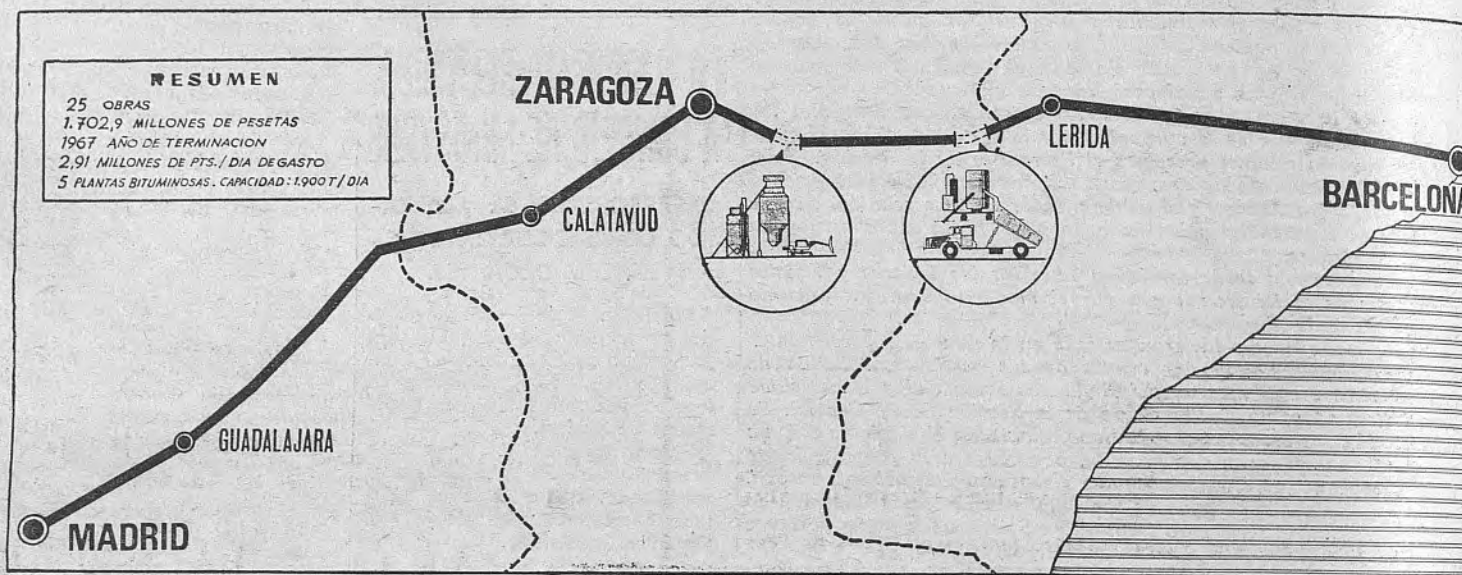 RESUMEN
25 OBRAS
1.702,9 MILLONES DE PESETAS
1967 AÑO DE TERMINACION
2,91 MILLONES DE PTS./DIA DE GASTO
5 PLANTAS BITUMINOSAS. CAPACIDAD: 1.900 T/DIA
ZARAGOZA
LERIDA
BARCELONA
CALATAYUD
GUADALAJARA
MADRID